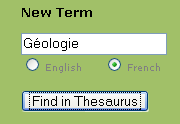 New Term
Géologie
English French
Find in Thesaurus